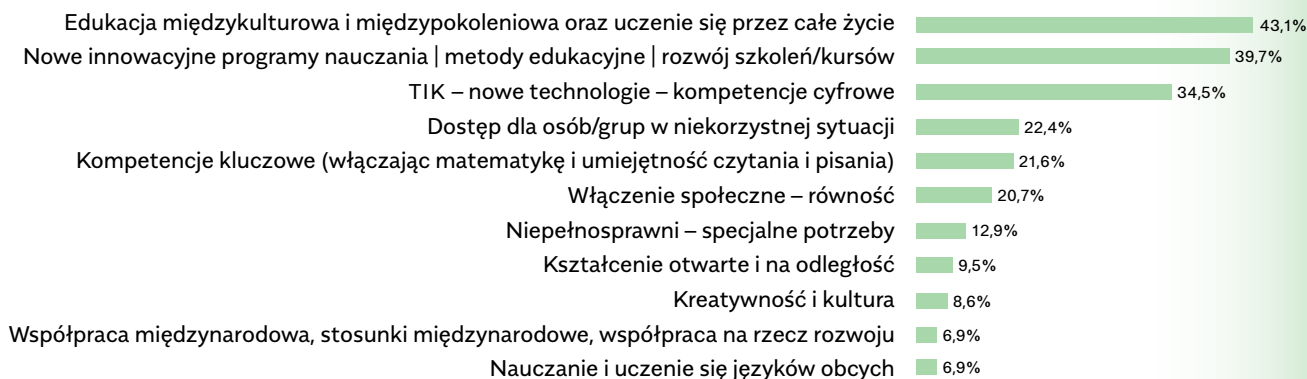 Edukacja międzykulturowa i międzypokoleniowa oraz uczenie się przez całe życie 43,1%
Nowe innowacyjne programy nauczania | metody edukacyjne | rozwój szkoleń/kursów 39,7%
TIK – nowe technologie – kompetencje cyfrowe 34,5%
Dostęp dla osób/grup w niekorzystnej sytuacji 22,4%
Kompetencje kluczowe (włączając matematykę i umiejętność czytania i pisania) 21,6%
Włączenie społeczne – równość 20,7%
Niepełnosprawni – specjalne potrzeby 12,9%
Kształcenie otwarte i na odległość 9,5%
Kreatywność i kultura 8,6%
Współpraca międzynarodowa, stosunki międzynarodowe, współpraca na rzecz rozwoju 6,9%
Nauczanie i uczenie się języków obcych 6,9%